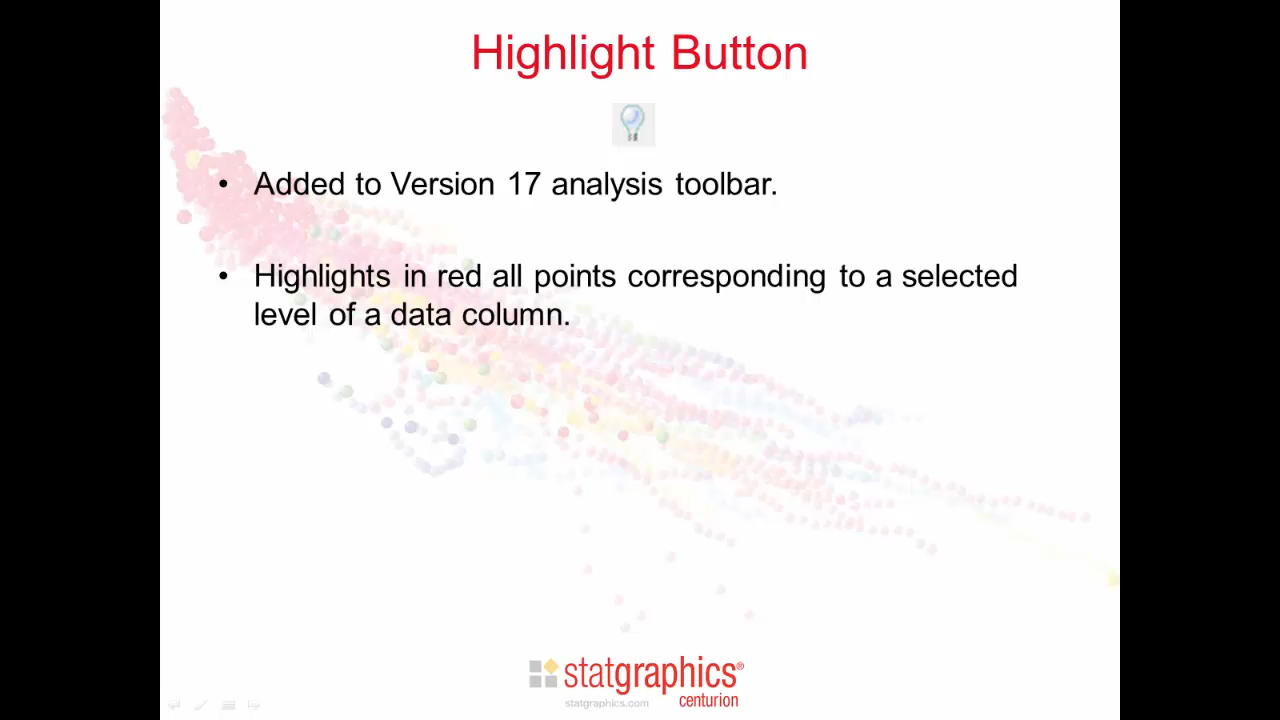 Highlight Button
• Added to Version 17 analysis toolbar.
• Highlights in red all points corresponding to a selected
level of a data column.
statgraphics®
centurion
statgraphics.com